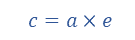 c = a × e